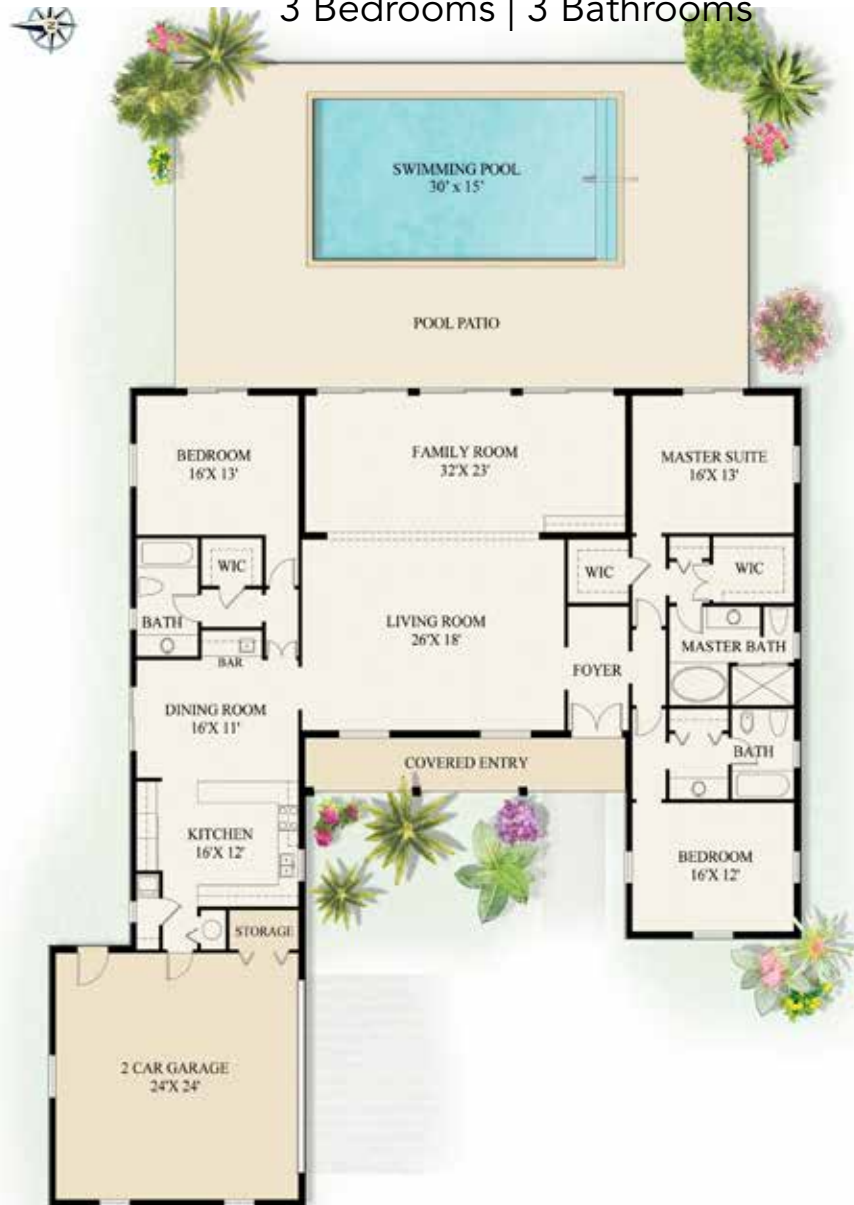 3 Bedrooms | 3 Bathrooms
N
SWIMMING POOL
30' x 15'
POOL PATIO
BEDROOM
16'X 13'
FAMILY ROOM
32'X 23'
MASTER SUITE
16'X 13'
WIC
WIC
WIC
BATH
LIVING ROOM
26'X 18'
MASTER BATH
BAR
FOYER
DINING ROOM
16'X 11'
COVERED ENTRY
BATH
KITCHEN
16'X 12'
BEDROOM
16'X 12'
STORAGE
2 CAR GARAGE
24'X 24'